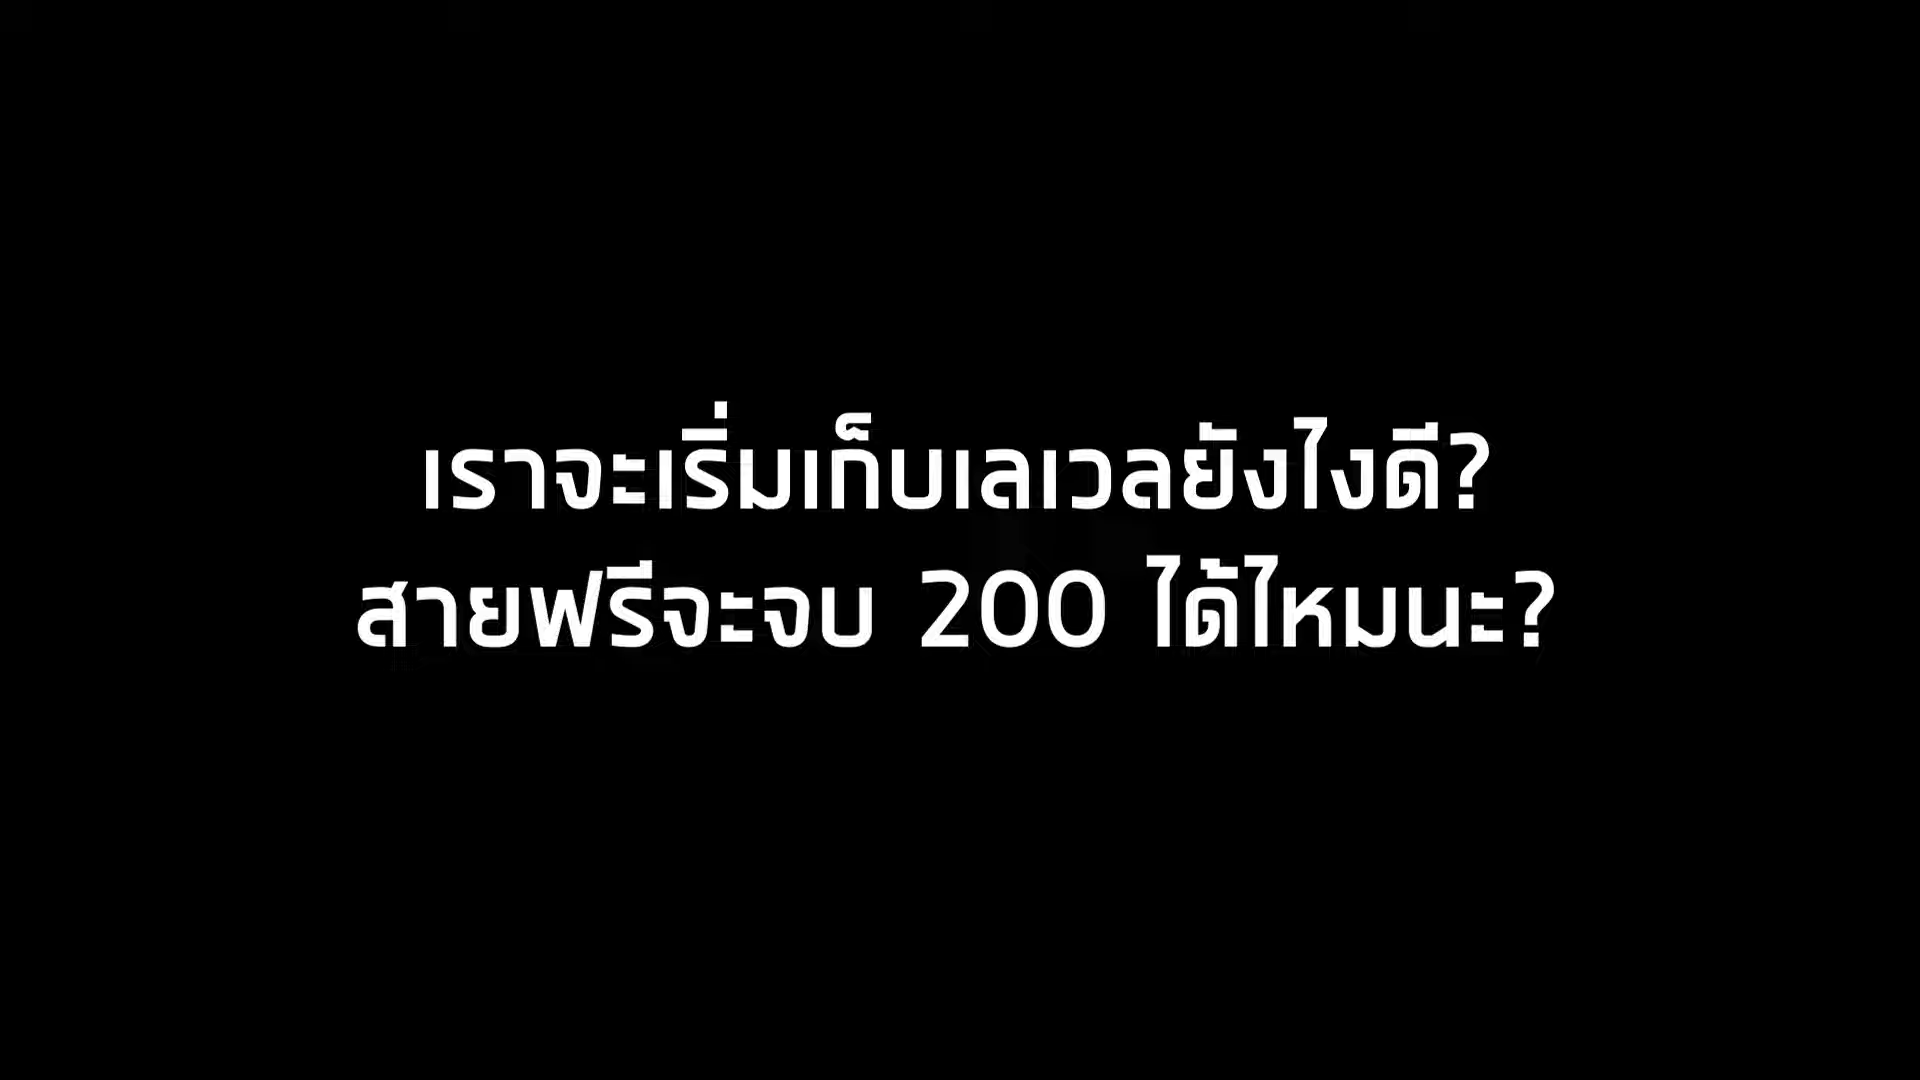 เราจะเริ่มเก็บเลเวลยังไงดี?
สายฟรีจะจบ 200 ได้ไหมนะ?